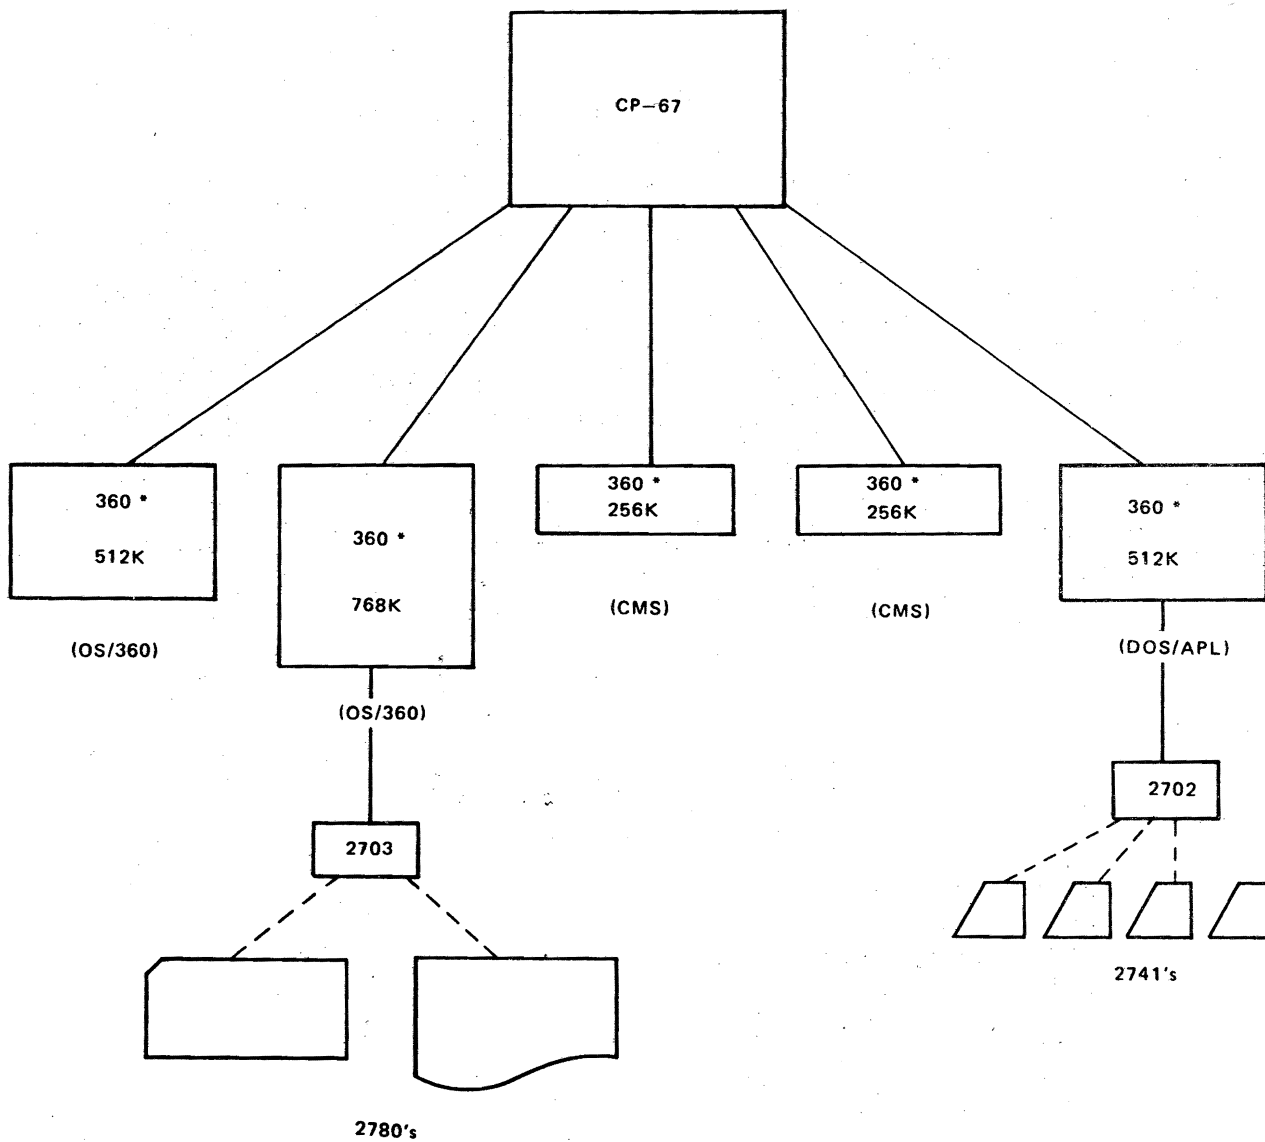 CP-67
360 *
512K
(OS/360)
360 *
768K
(OS/360)
360 *
256K
(CMS)
360 *
256K
(CMS)
360 *
512K
(DOS/APL)
2703
2702
2780's
2741's